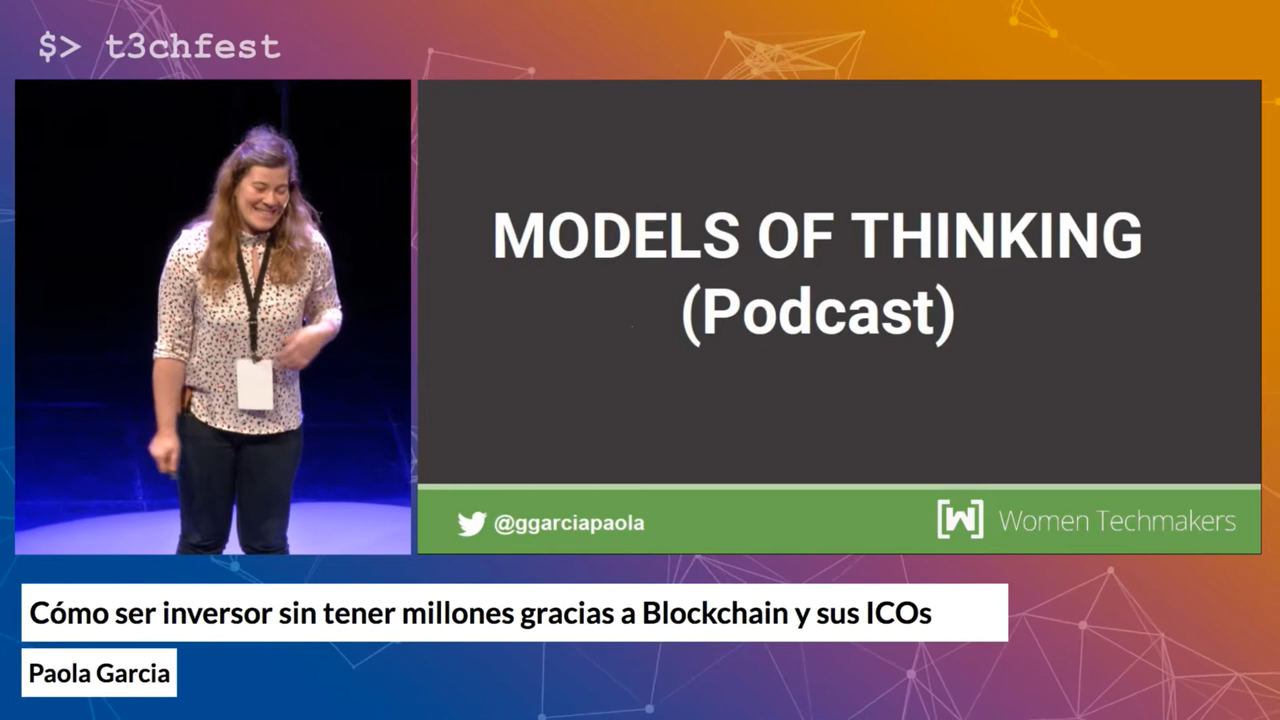 $> t3chfest
MODELS OF THINKING
(Podcast)
@ggarciapaola
[W] Women Techmakers
Cómo ser inversor sin tener millones gracias a Blockchain y sus ICOs
Paola Garcia